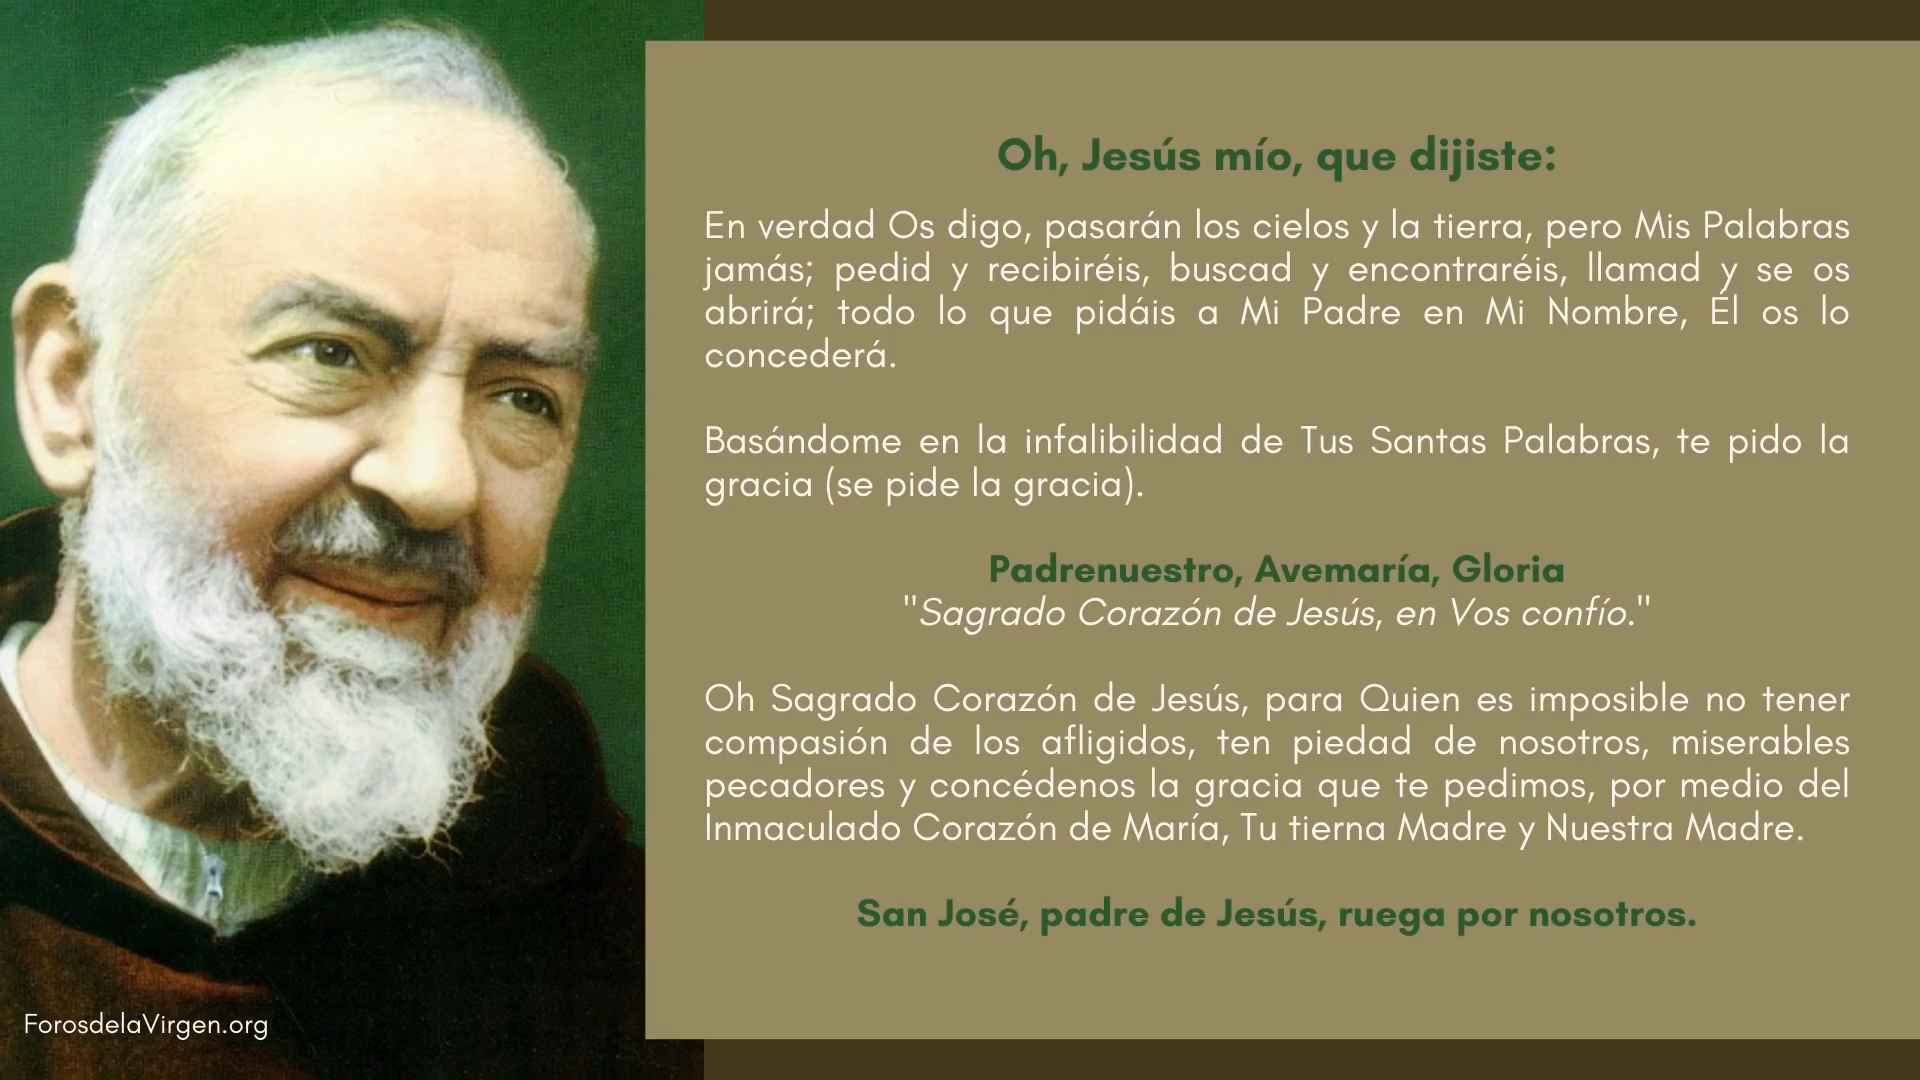 Oh, Jesús mío, que dijiste:
En verdad Os digo, pasarán los cielos y la tierra, pero Mis Palabras
jamás; pedid y recibiréis, buscad y encontraréis, llamad y se os
abrirá; todo lo que pidáis a Mi Padre en Mi Nombre, Él os lo
concederá.
Basándome en la infalibilidad de Tus Santas Palabras, te pido la
gracia (se pide la gracia).
Padrenuestro, Avemaría, Gloria
"Sagrado Corazón de Jesús, en Vos confío."
Oh Sagrado Corazón de Jesús, para Quien es imposible no tener
compasión de los afligidos, ten piedad de nosotros, miserables
pecadores y concédenos la gracia que te pedimos, por medio del
Inmaculado Corazón de María, Tu tierna Madre y Nuestra Madre.
San José, padre de Jesús, ruega por nosotros.
ForosdelaVirgen.org